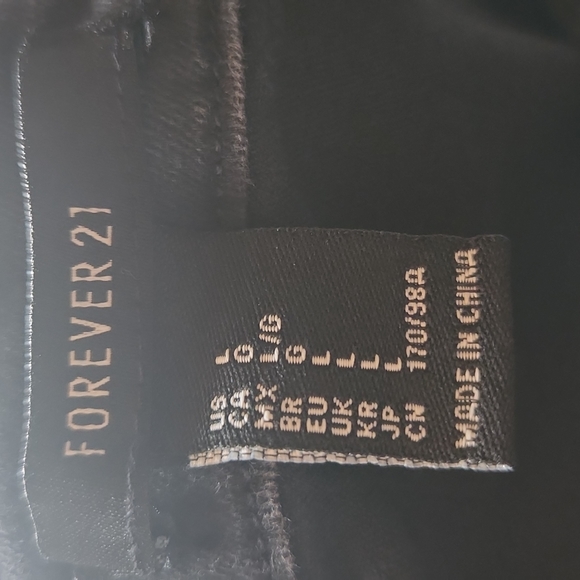 FOREVER 21
US L
CA G
MX L/G
BR G
EU L
UK L
KR L
JP L
CN 170/98A
MADE IN CHINA